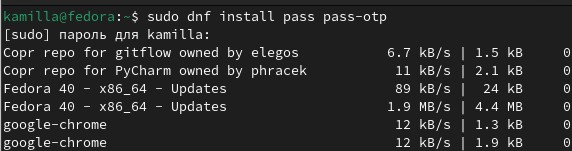 kamilla@fedora:~$ sudo dnf install pass pass-otp
[sudo] пароль для kamilla:
Copr repo for gitflow owned by elegos 6.7 kB/s | 1.5 kB 0
Copr repo for PyCharm owned by phracek 11 kB/s | 2.1 kB 0
Fedora 40 - x86_64 - Updates 89 kB/s | 24 kB 0
Fedora 40 - x86_64 - Updates 1.9 MB/s | 4.4 MB 0
google-chrome 12 kB/s | 1.3 kB 0
google-chrome 12 kB/s | 1.9 kB 0